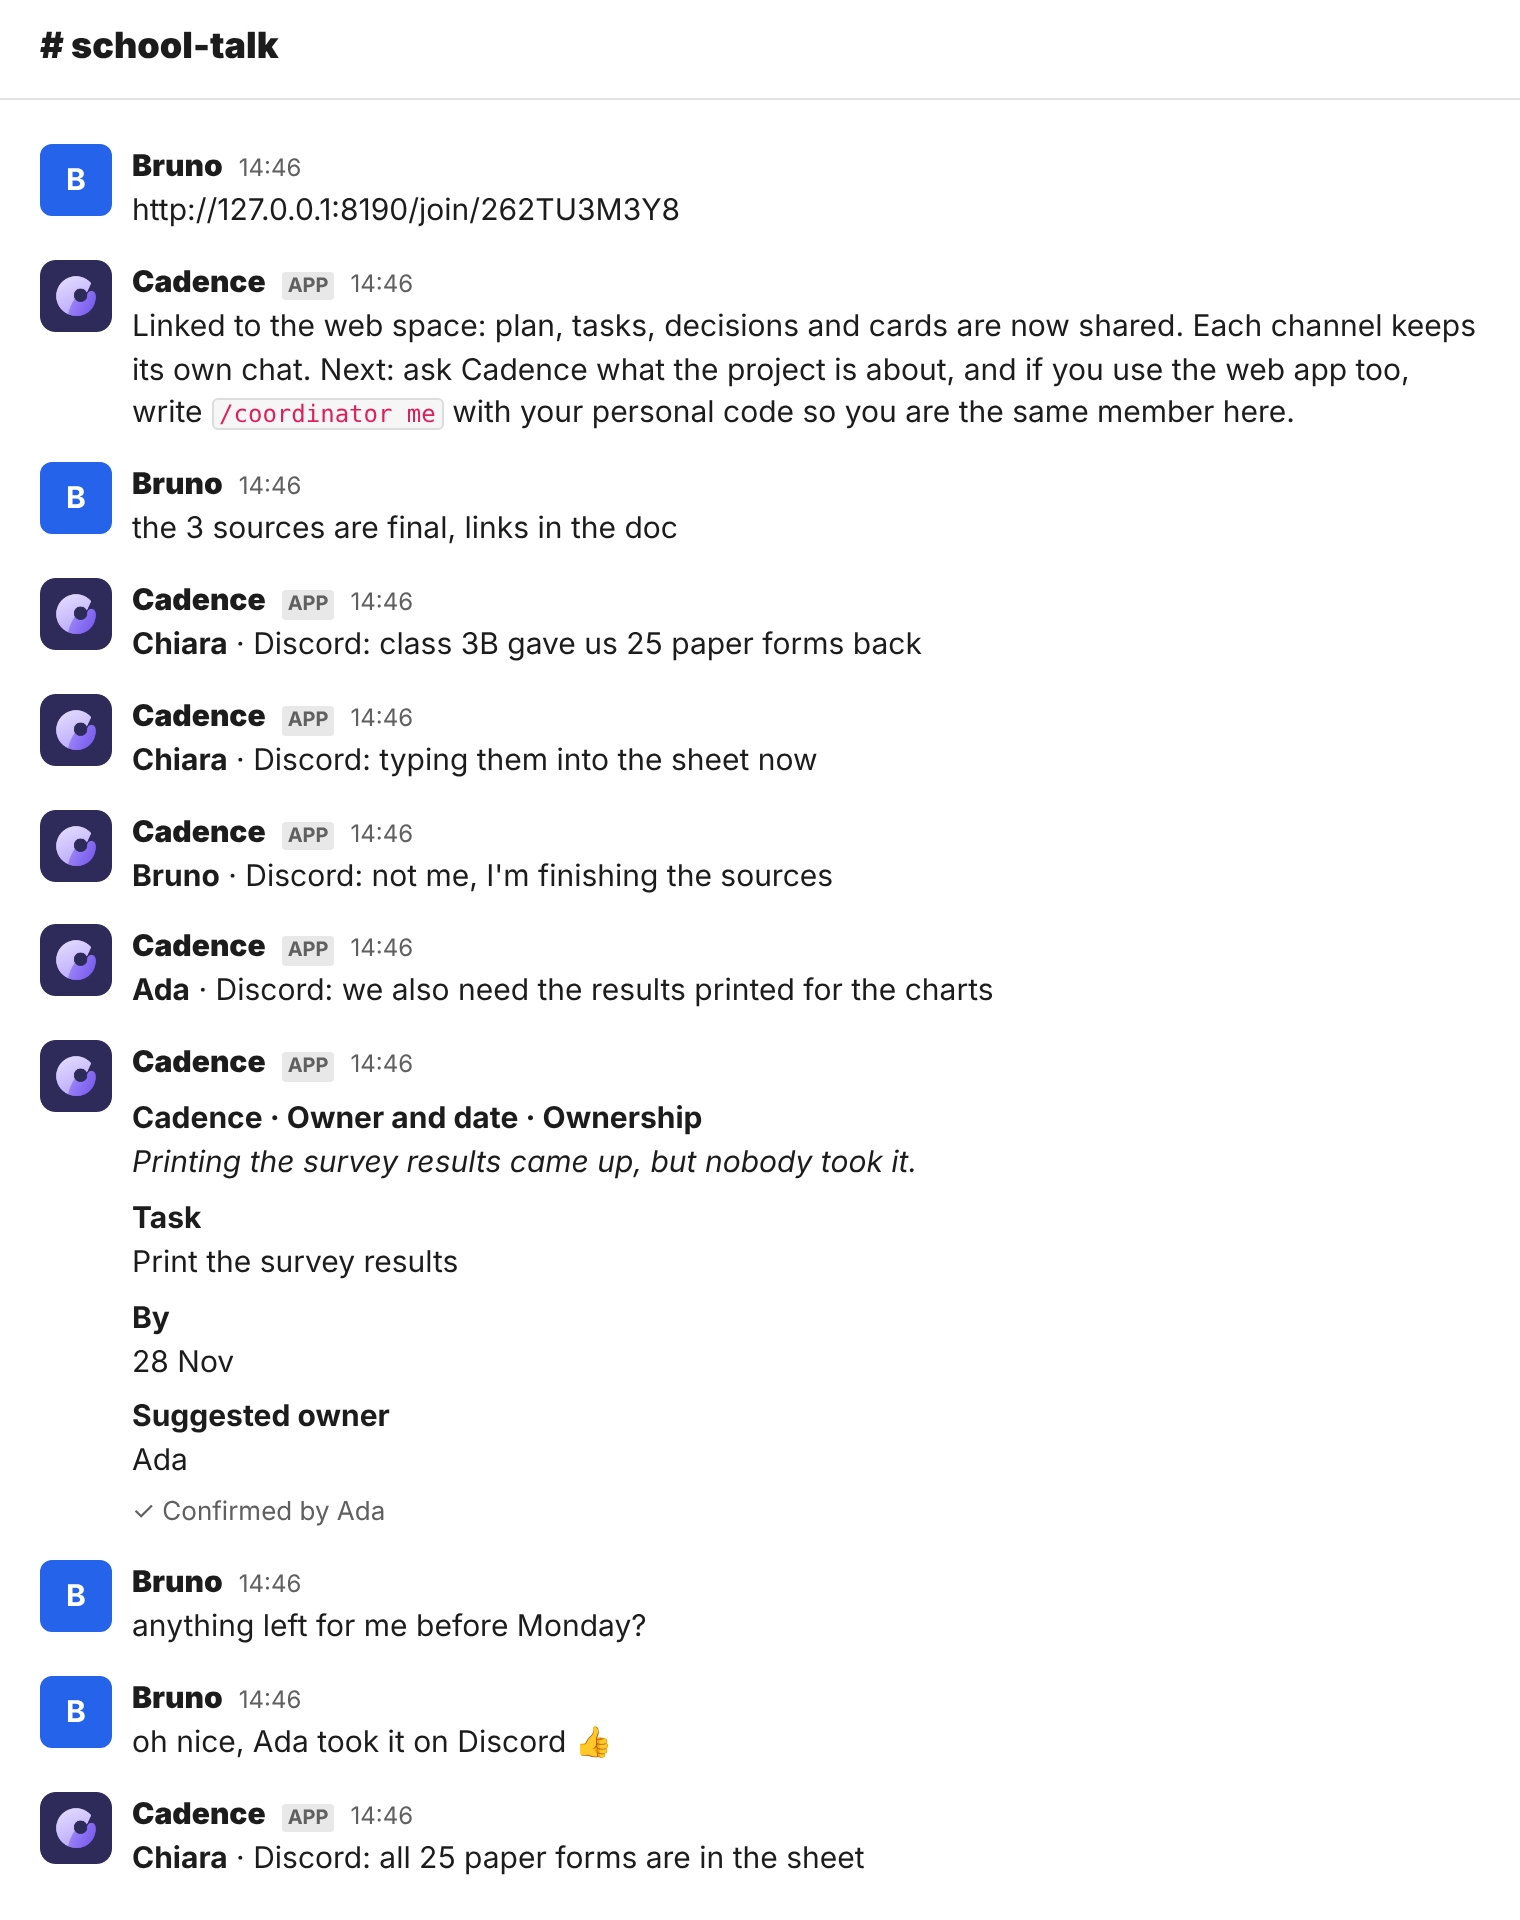 # school-talk
B
Bruno 14:46
http://127.0.0.1:8190/join/262TU3M3Y8
Cadence APP 14:46
Linked to the web space: plan, tasks, decisions and cards are now shared. Each channel keeps
its own chat. Next: ask Cadence what the project is about, and if you use the web app too,
write /coordinator me with your personal code so you are the same member here.
B
Bruno 14:46
the 3 sources are final, links in the doc
Cadence APP 14:46
Chiara · Discord: class 3B gave us 25 paper forms back
Cadence APP 14:46
Chiara · Discord: typing them into the sheet now
Cadence APP 14:46
Bruno · Discord: not me, I'm finishing the sources
Cadence APP 14:46
Ada · Discord: we also need the results printed for the charts
Cadence APP 14:46
Cadence · Owner and date · Ownership
Printing the survey results came up, but nobody took it.
Task
Print the survey results
By
28 Nov
Suggested owner
Ada
✓ Confirmed by Ada
B
Bruno 14:46
anything left for me before Monday?
B
Bruno 14:46
oh nice, Ada took it on Discord 👍
Cadence APP 14:46
Chiara · Discord: all 25 paper forms are in the sheet